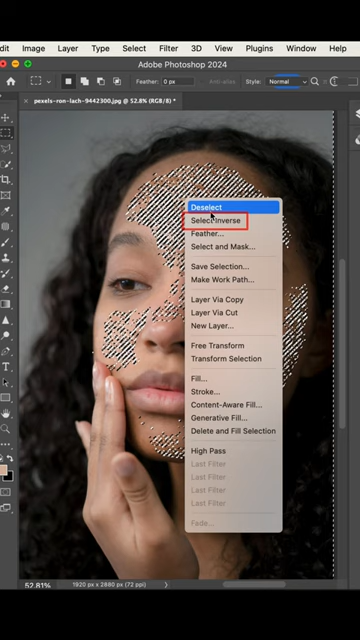 dit Image Layer Type Select Filter 3D View Plugins Window Help
Adobe Photoshop 2024
Feather: 0 px Anti-alias Style: Normal
pexels-ron-lach-9442300.jpg @ 52.8% (RGB/8) *
Deselect
Select Inverse
Feather...
Select and Mask...
Save Selection...
Make Work Path...
Layer Via Copy
Layer Via Cut
New Layer...
Free Transform
Transform Selection
Fill...
Stroke...
Content-Aware Fill...
Generative Fill...
Delete and Fill Selection
High Pass
Last Filter
Last Filter
Last Filter
Last Filter
Fade...
52.81% 1920 px x 2880 px (72 ppi)